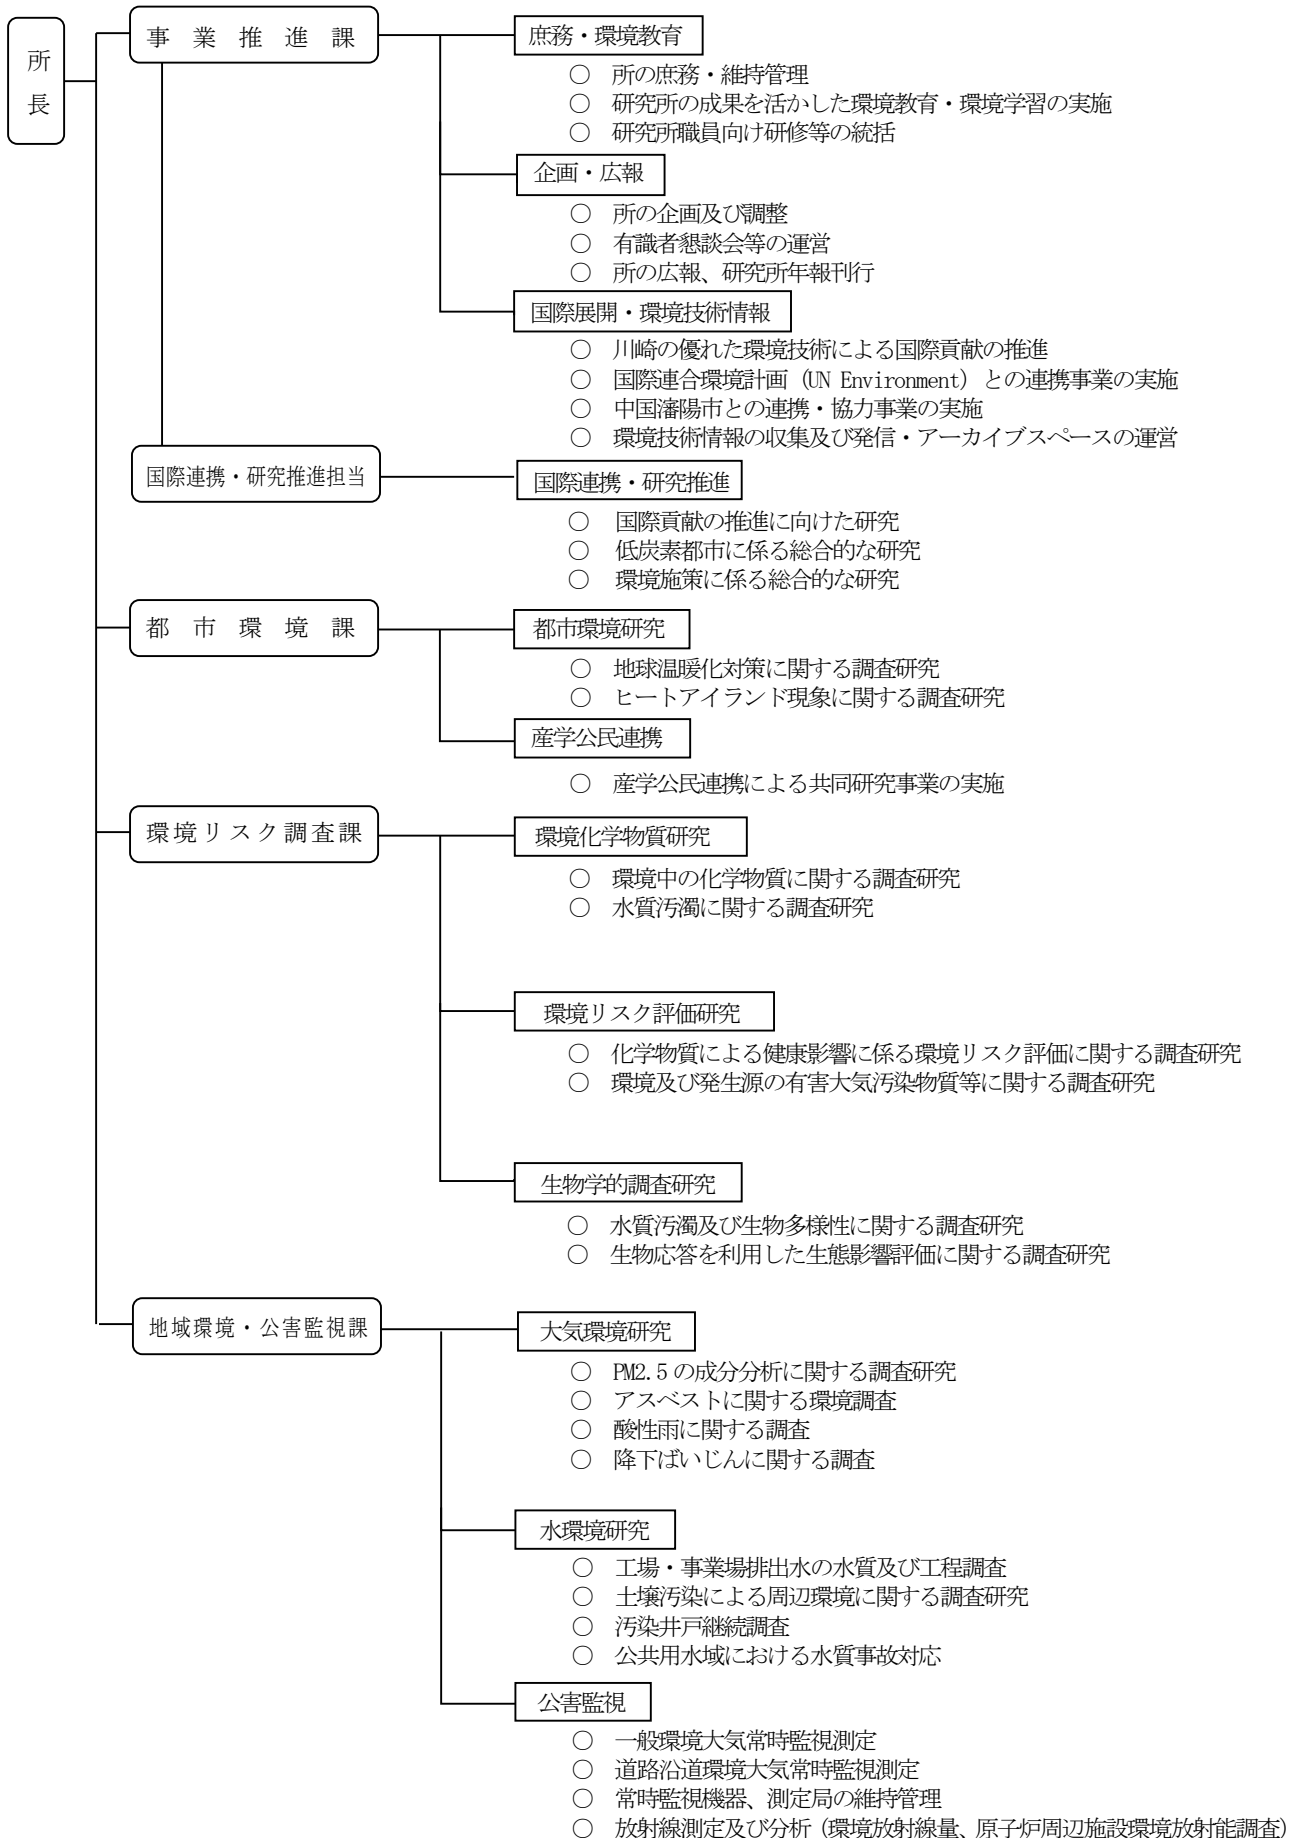 所長
事業推進課
庶務・環境教育
○ 所の庶務・維持管理
○ 研究所の成果を活かした環境教育・環境学習の実施
○ 研究所職員向け研修等の統括
企画・広報
○ 所の企画及び調整
○ 有識者懇談会等の運営
○ 所の広報、研究所年報刊行
国際展開・環境技術情報
○ 川崎の優れた環境技術による国際貢献の推進
○ 国際連合環境計画（UN Environment）との連携事業の実施
○ 中国瀋陽市との連携・協力事業の実施
○ 環境技術情報の収集及び発信・アーカイブスペースの運営
国際連携・研究推進担当
国際連携・研究推進
○ 国際貢献の推進に向けた研究
○ 低炭素都市に係る総合的な研究
○ 環境施策に係る総合的な研究
都市環境課
都市環境研究
○ 地球温暖化対策に関する調査研究
○ ヒートアイランド現象に関する調査研究
産学公民連携
○ 産学公民連携による共同研究事業の実施
環境リスク調査課
環境化学物質研究
○ 環境中の化学物質に関する調査研究
○ 水質汚濁に関する調査研究
環境リスク評価研究
○ 化学物質による健康影響に係る環境リスク評価に関する調査研究
○ 環境及び発生源の有害大気汚染物質等に関する調査研究
生物学的調査研究
○ 水質汚濁及び生物多様性に関する調査研究
○ 生物応答を利用した生態影響評価に関する調査研究
地域環境・公害監視課
大気環境研究
○ PM2.5の成分分析に関する調査研究
○ アスベストに関する環境調査
○ 酸性雨に関する調査
○ 降下ばいじんに関する調査
水環境研究
○ 工場・事業場排出水の水質及び工程調査
○ 土壌汚染による周辺環境に関する調査研究
○ 汚染井戸継続調査
○ 公共用水域における水質事故対応
公害監視
○ 一般環境大気常時監視測定
○ 道路沿道環境大気常時監視測定
○ 常時監視機器、測定局の維持管理
○ 放射線測定及び分析（環境放射線量、原子炉周辺施設環境放射能調査）